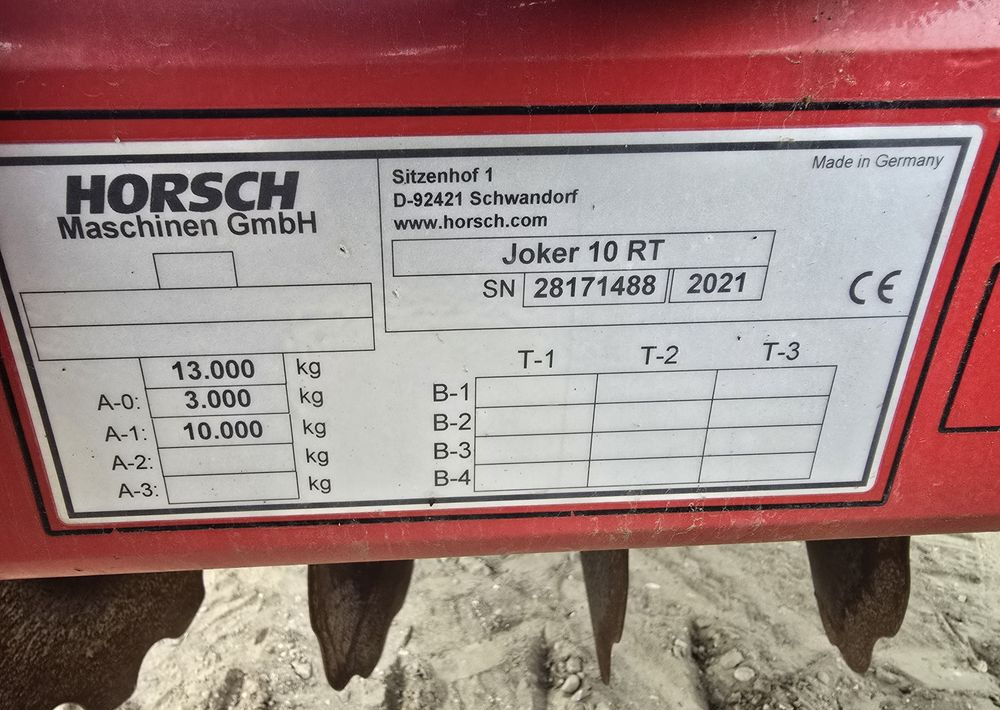 HORSCH
Maschinen GmbH
Sitzenhof 1
D-92421 Schwandorf
www.horsch.com
Made in Germany
Joker 10 RT
SN 28171488 2021
CE
13.000 kg
A-0: 3.000 kg
A-1: 10.000 kg
A-2: kg
A-3: kg
T-1 T-2 T-3
B-1
B-2
B-3
B-4